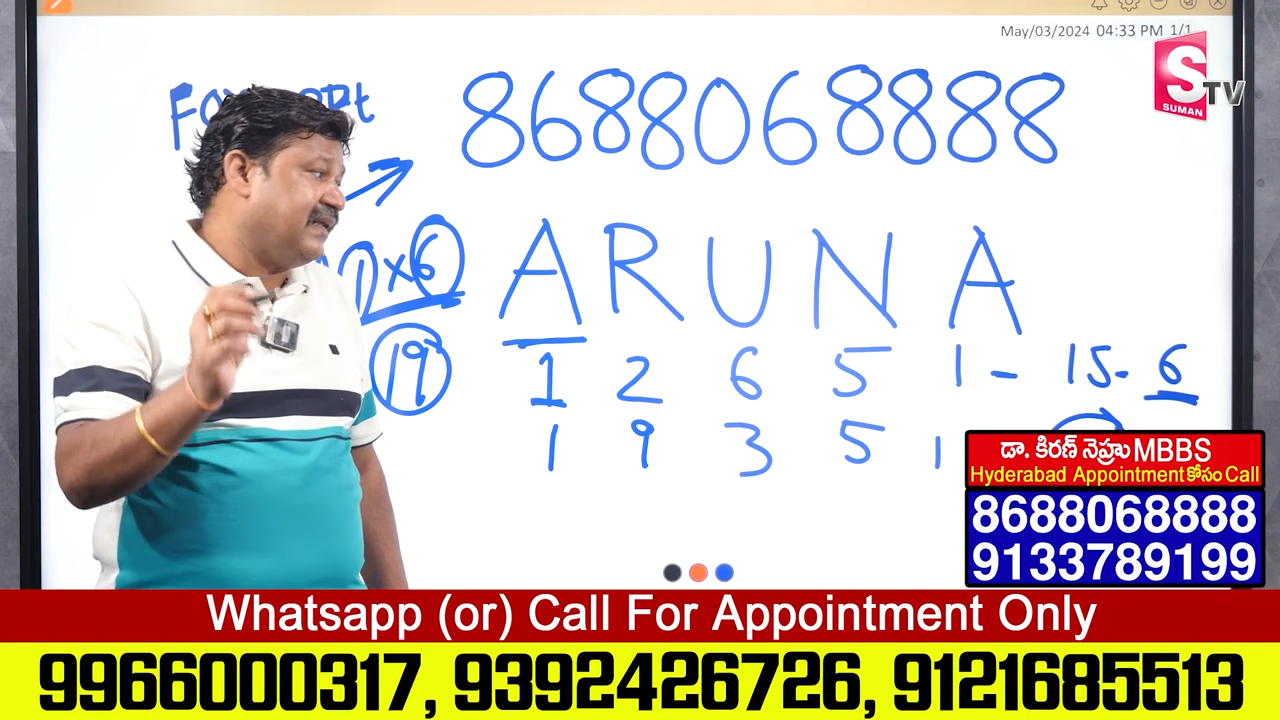 May/03/2024 04:33 PM 1/1
S TV
SUMAN
8688068888
1×6
ARUNA
19
1 2 6 5 1 - 15- 6
1 9 3 5 1
డా. కిరణ్ నెహ్రు MBBS
Hyderabad Appointment కోసం Call
8688068888
9133789199
Whatsapp (or) Call For Appointment Only
9966000317, 9392426726, 9121685513